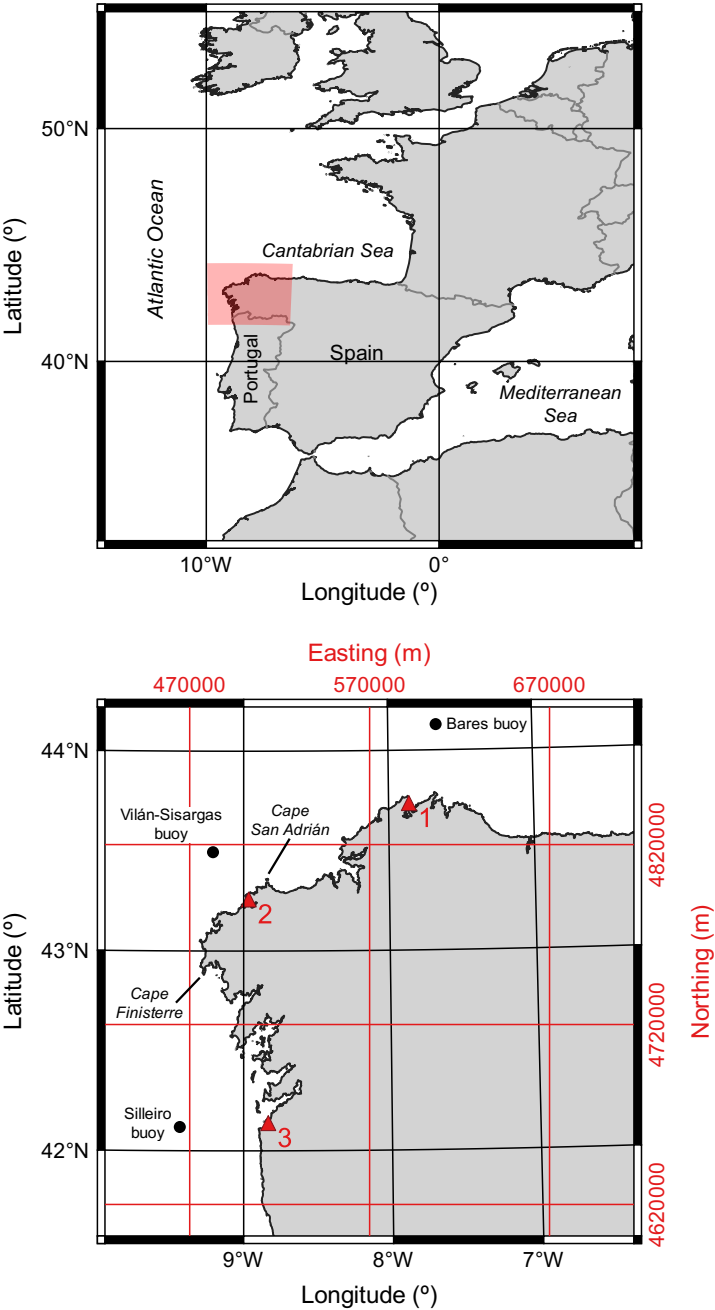 50°N
Atlantic Ocean
Cantabrian Sea
Latitude (º)
40°N
Portugal
Spain
Mediterranean
Sea
10°W
0°
Longitude (º)
Easting (m)
470000
570000
670000
Bares buoy
44°N
Vilán-Sisargas
buoy
Cape
San Adrián
1
4820000
2
43°N
Latitude (º)
Cape
Finisterre
Northing (m)
4720000
Silleiro
buoy
3
42°N
4620000
9°W
8°W
7°W
Longitude (º)